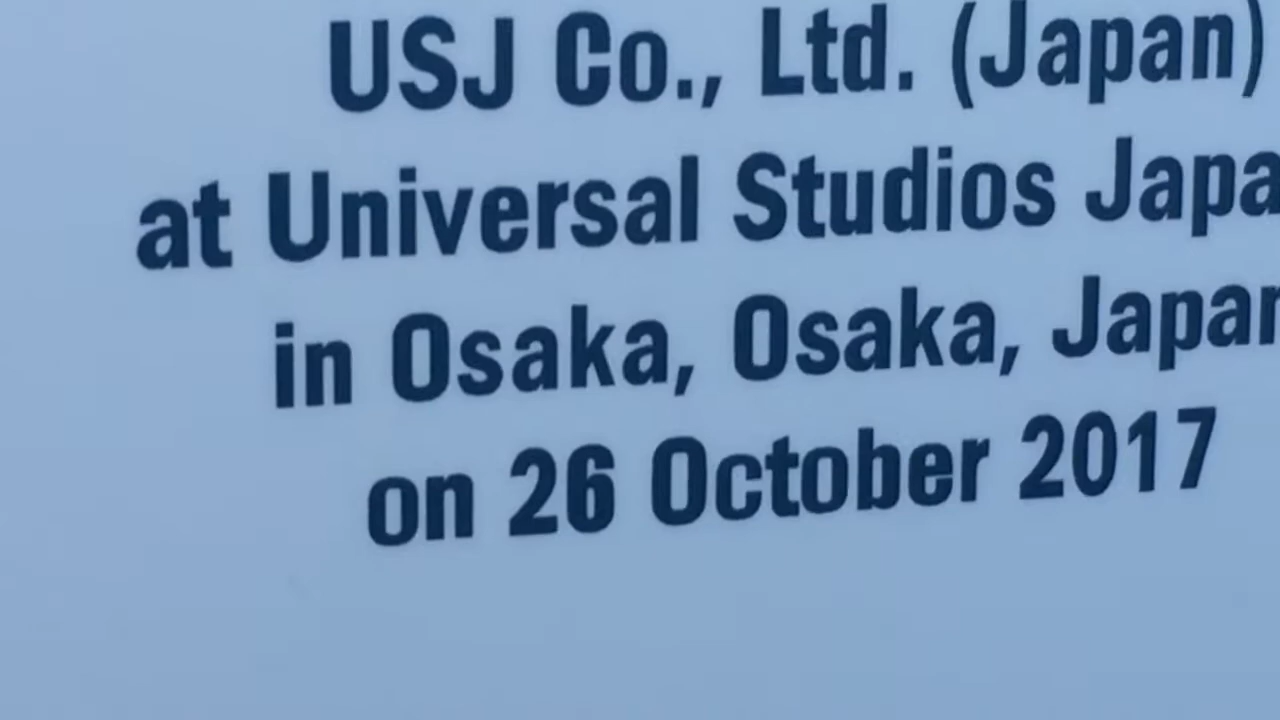 USJ Co., Ltd. (Japan)
at Universal Studios Japa
in Osaka, Osaka, Japan
on 26 October 2017